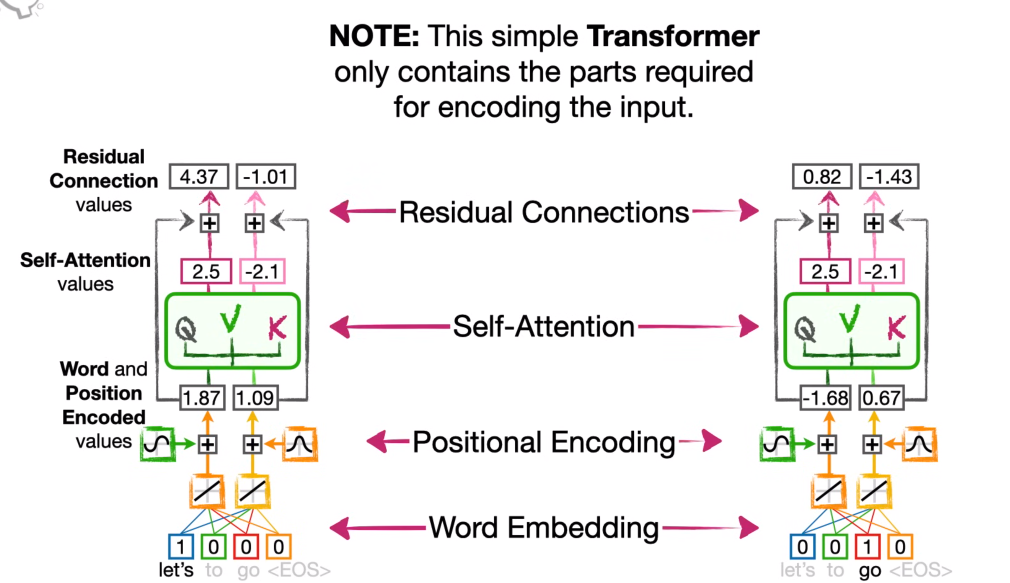 NOTE: This simple Transformer
only contains the parts required
for encoding the input.
Residual
Connection
values
4.37 -1.01
Residual Connections
0.82 -1.43
+ +
+ +
Self-Attention
values
2.5 -2.1
2.5 -2.1
Q V K
Self-Attention
Q V K
Word and
Position
Encoded
values
1.87 1.09
-1.68 0.67
+ +
Positional Encoding
+ +
Word Embedding
1 0 0 0
let's to go <EOS>
0 0 1 0
let's to go <EOS>